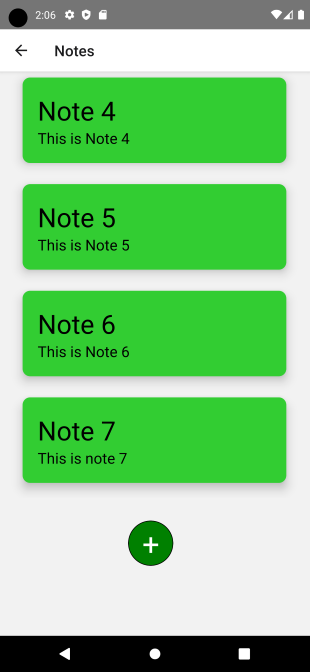 2:06
Notes
Note 4
This is Note 4
Note 5
This is Note 5
Note 6
This is Note 6
Note 7
This is note 7
+